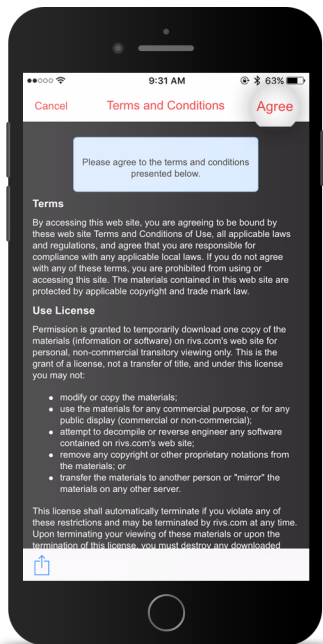 9:31 AM
63%
Cancel
Terms and Conditions
Agree
Please agree to the terms and conditions
presented below.
Terms
By accessing this web site, you are agreeing to be bound by
these web site Terms and Conditions of Use, all applicable laws
and regulations, and agree that you are responsible for
compliance with any applicable local laws. If you do not agree
with any of these terms, you are prohibited from using or
accessing this site. The materials contained in this web site are
protected by applicable copyright and trade mark law.
Use License
Permission is granted to temporarily download one copy of the
materials (information or software) on rivs.com's web site for
personal, non-commercial transitory viewing only. This is the
grant of a license, not a transfer of title, and under this license
you may not:
• modify or copy the materials;
• use the materials for any commercial purpose, or for any
public display (commercial or non-commercial);
• attempt to decompile or reverse engineer any software
contained on rivs.com's web site;
• remove any copyright or other proprietary notations from
the materials; or
• transfer the materials to another person or "mirror" the
materials on any other server.
This license shall automatically terminate if you violate any of
these restrictions and may be terminated by rivs.com at any time.
Upon terminating your viewing of these materials or upon the
termination of this license, you must destroy any downloaded